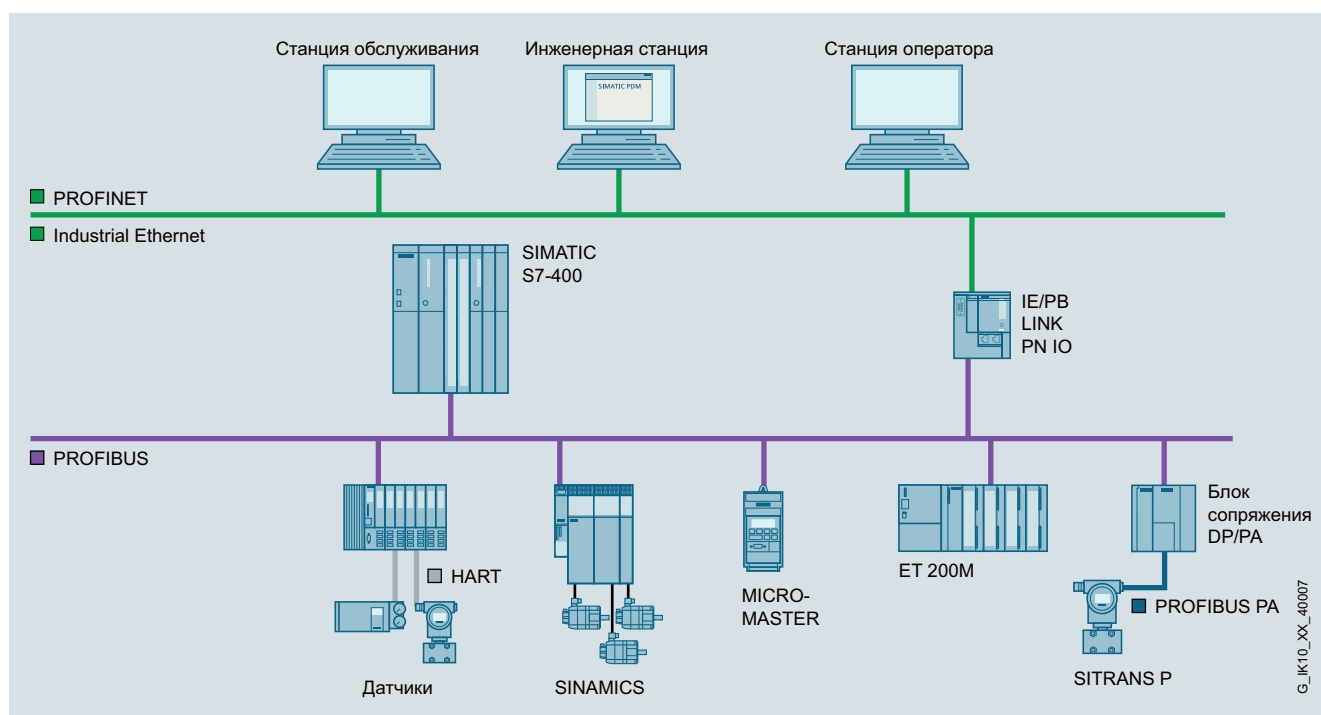 Станция обслуживания
Инженерная станция
Станция оператора
SIMATIC PDM
PROFINET
Industrial Ethernet
SIMATIC
S7-400
IE/PB
LINK
PN IO
PROFIBUS
HART
Датчики
SINAMICS
MICRO-
MASTER
ET 200M
Блок
сопряжения
DP/PA
PROFIBUS PA
SITRANS P
G_IK10_XX_40007